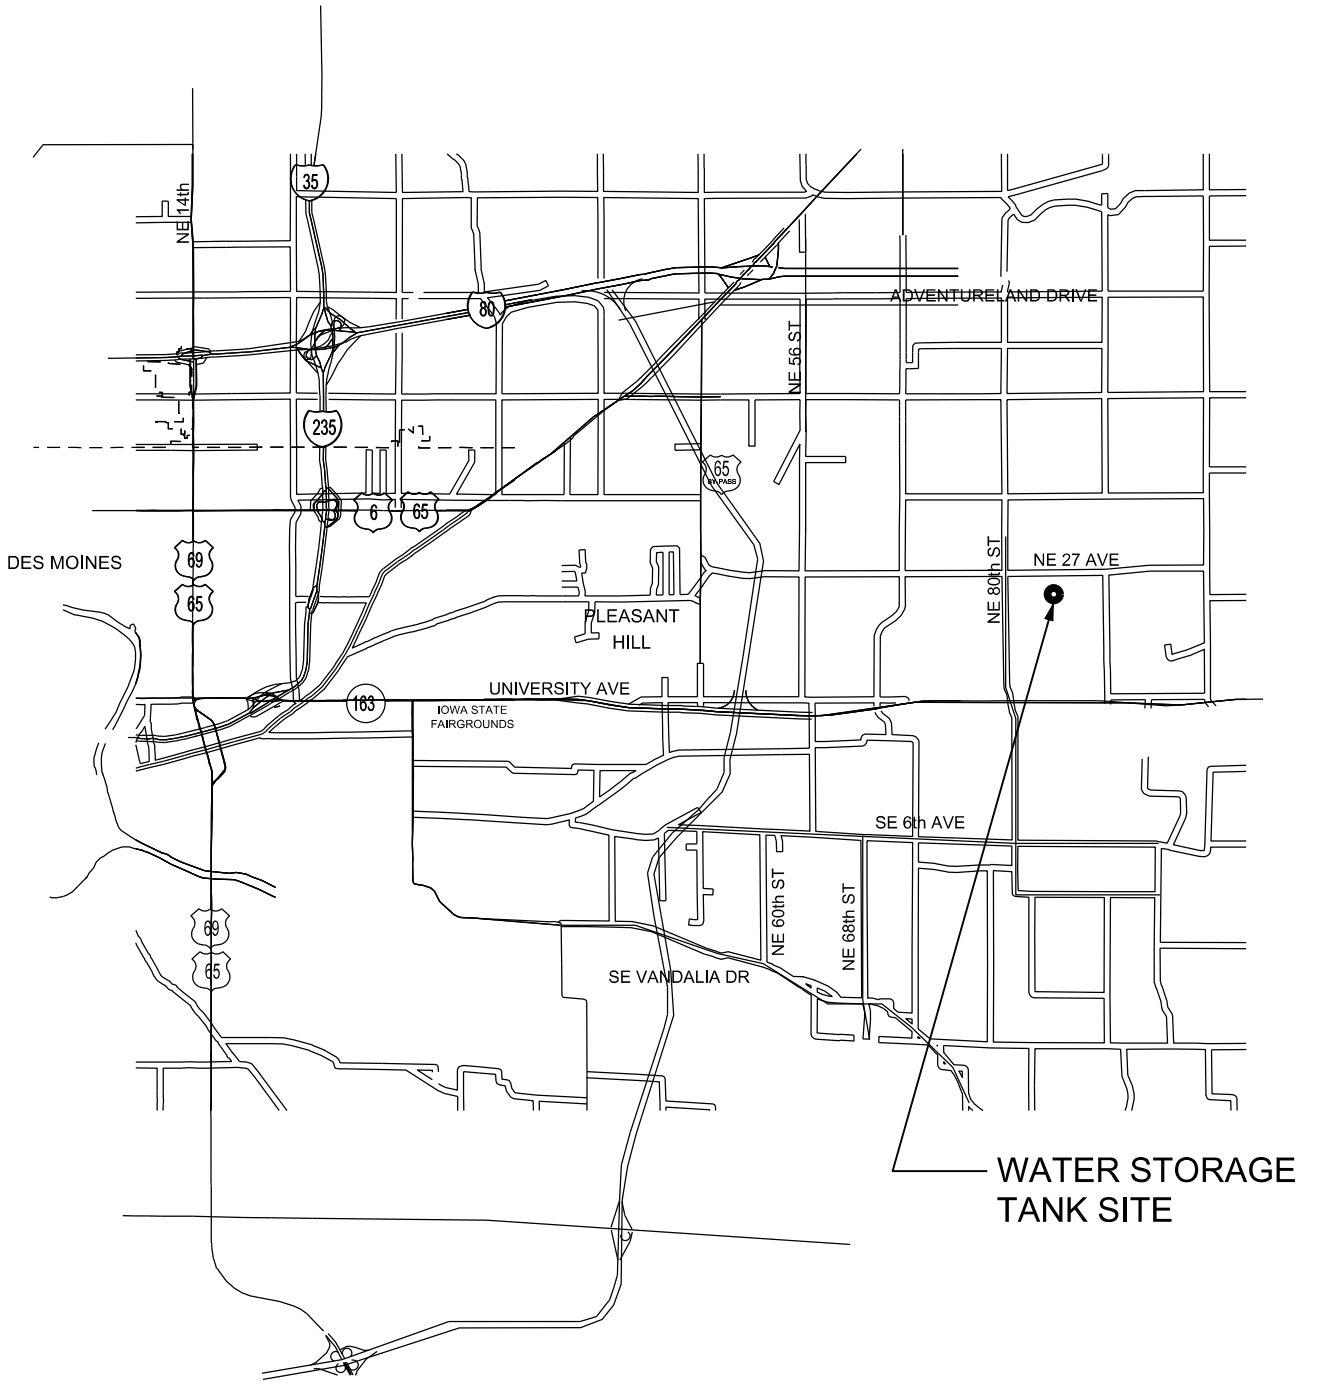 35
NE 14th
80
ADVENTURELAND DRIVE
NE 56 ST
235
65
BY-PASS
6
65
DES MOINES
69
65
NE 80th ST
NE 27 AVE
PLEASANT
HILL
UNIVERSITY AVE
163
IOWA STATE
FAIRGROUNDS
SE 6th AVE
NE 60th ST
NE 68th ST
69
65
SE VANDALIA DR
WATER STORAGE
TANK SITE